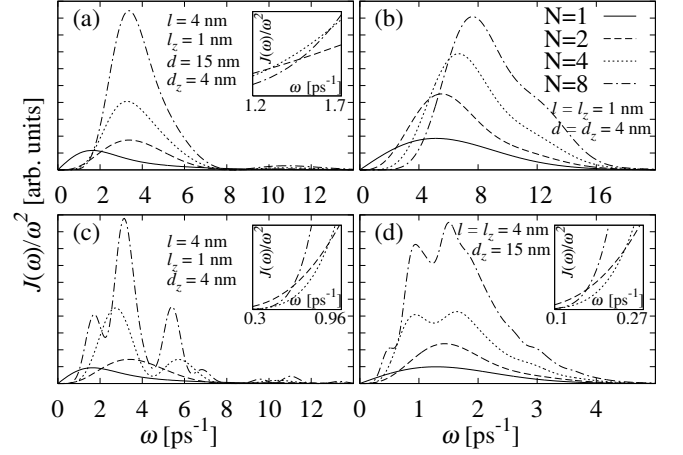 J(ω)/ω² [arb. units]
(a)
l = 4 nm
l_z = 1 nm
d = 15 nm
d_z = 4 nm
J(ω)/ω²
ω [ps⁻¹]
1.2 1.7
0 2 4 6 8 10 12
(b)
N=1
N=2
N=4
N=8
l = l_z = 1 nm
d = d_z = 4 nm
0 4 8 12 16
(c)
l = 4 nm
l_z = 1 nm
d_z = 4 nm
J(ω)/ω²
ω [ps⁻¹]
0.3 0.96
0 2 4 6 8 10 12
ω [ps⁻¹]
(d)
l = l_z = 4 nm
d_z = 15 nm
J(ω)/ω²
ω [ps⁻¹]
0.1 0.27
0 1 2 3 4
ω [ps⁻¹]